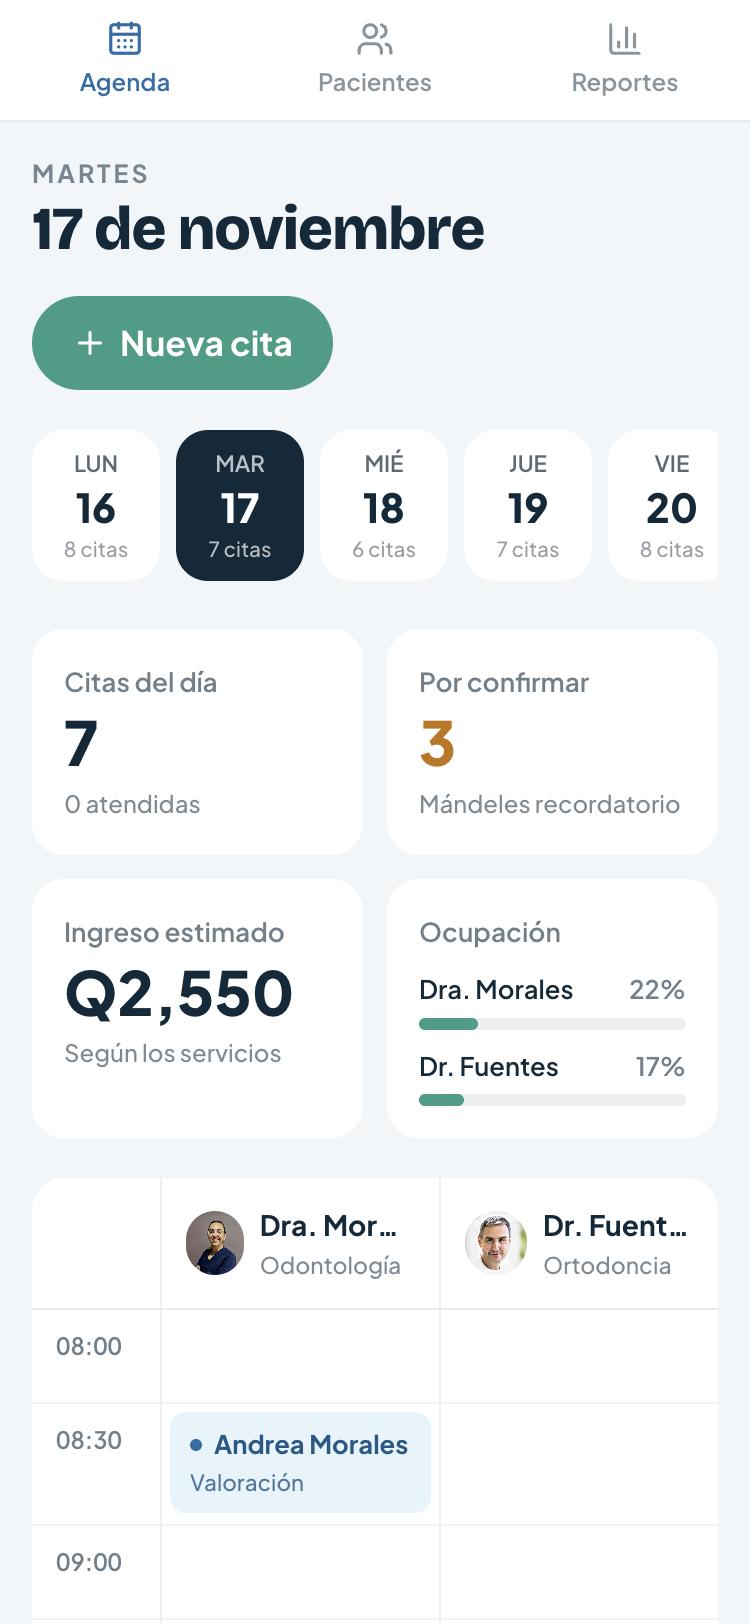 Agenda
Pacientes
Reportes
MARTES
17 de noviembre
+ Nueva cita
LUN
16
8 citas
MAR
17
7 citas
MIÉ
18
6 citas
JUE
19
7 citas
VIE
20
8 citas
Citas del día
7
0 atendidas
Por confirmar
3
Mándeles recordatorio
Ingreso estimado
Q2,550
Según los servicios
Ocupación
Dra. Morales 22%
Dr. Fuentes 17%
Dra. Mor...
Odontología
Dr. Fuent...
Ortodoncia
08:00
08:30
Andrea Morales
Valoración
09:00